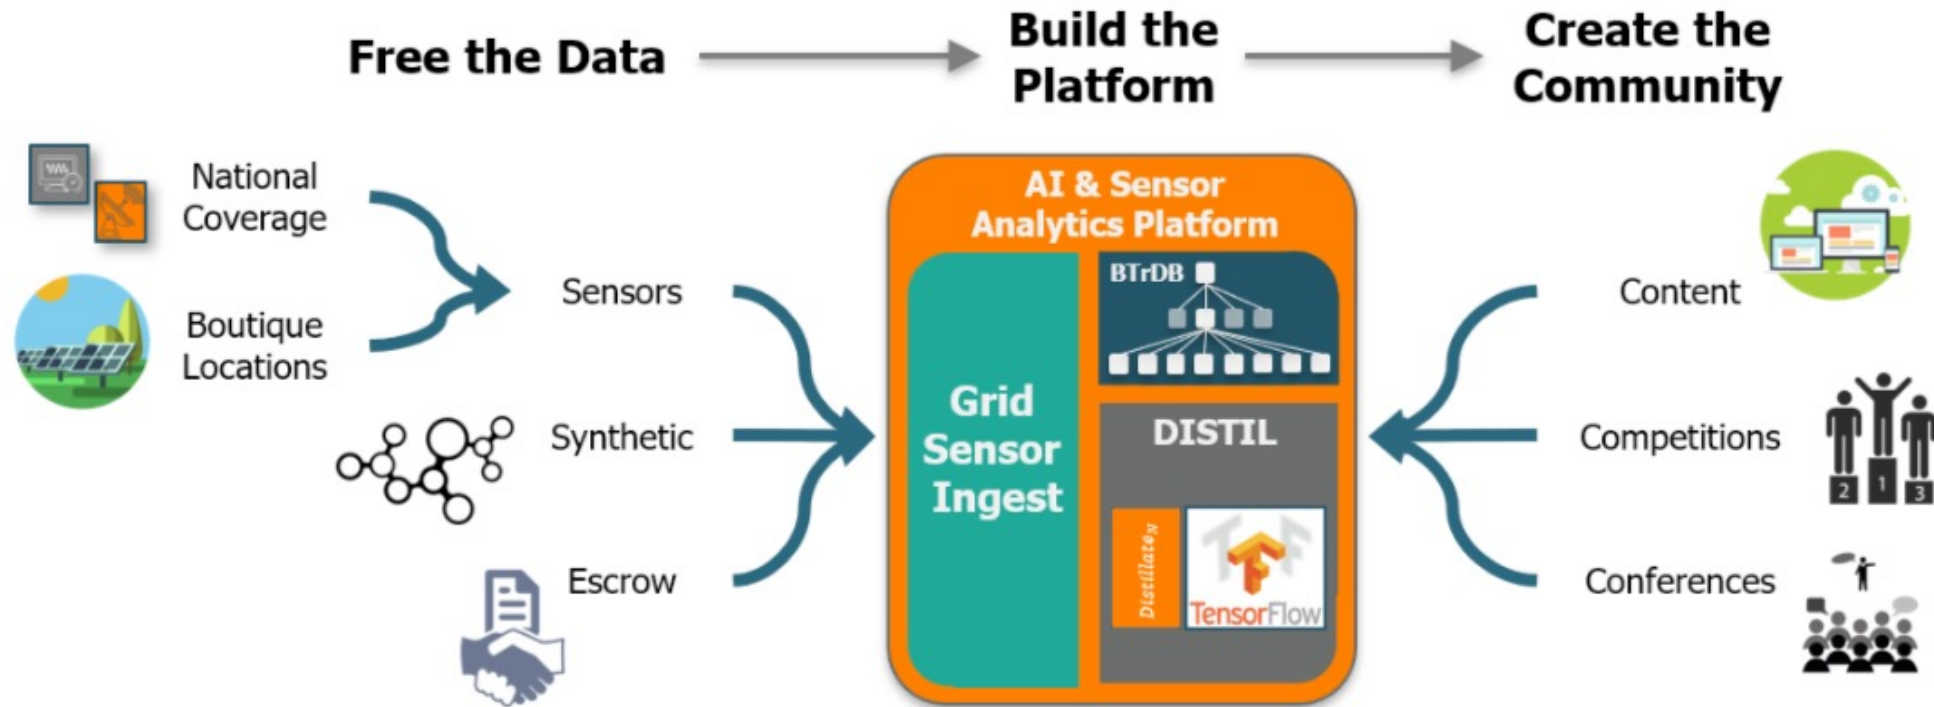 Free the Data
Build the
Platform
Create the
Community
National
Coverage
Boutique
Locations
Sensors
Synthetic
Escrow
AI & Sensor
Analytics Platform
Grid
Sensor
Ingest
BTrDB
DISTIL
Distillate_N
TensorFlow
Content
Competitions
2
1
3
Conferences